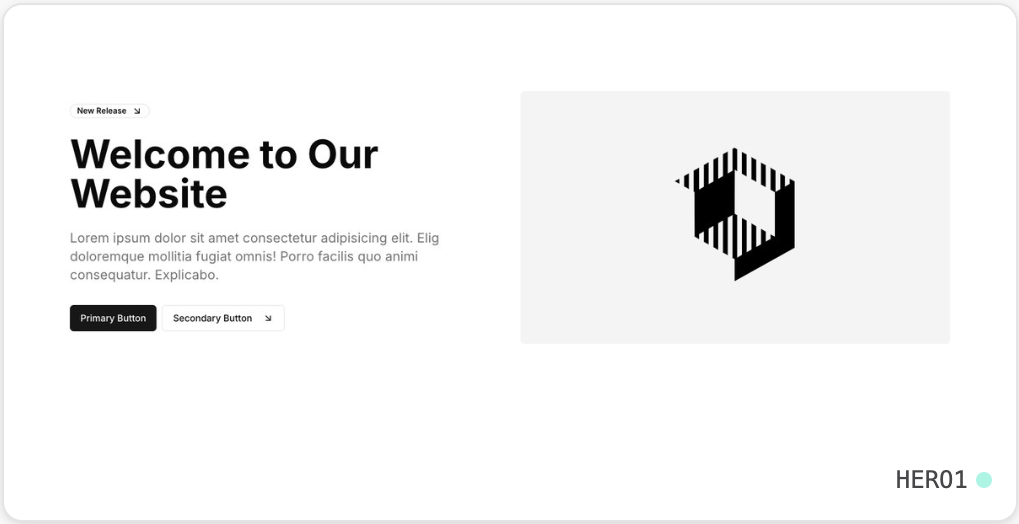 New Release
Welcome to Our
Website
Lorem ipsum dolor sit amet consectetur adipisicing elit. Elig
doloremque mollitia fugiat omnis! Porro facilis quo animi
consequatur. Explicabo.
Primary Button
Secondary Button
HERO1